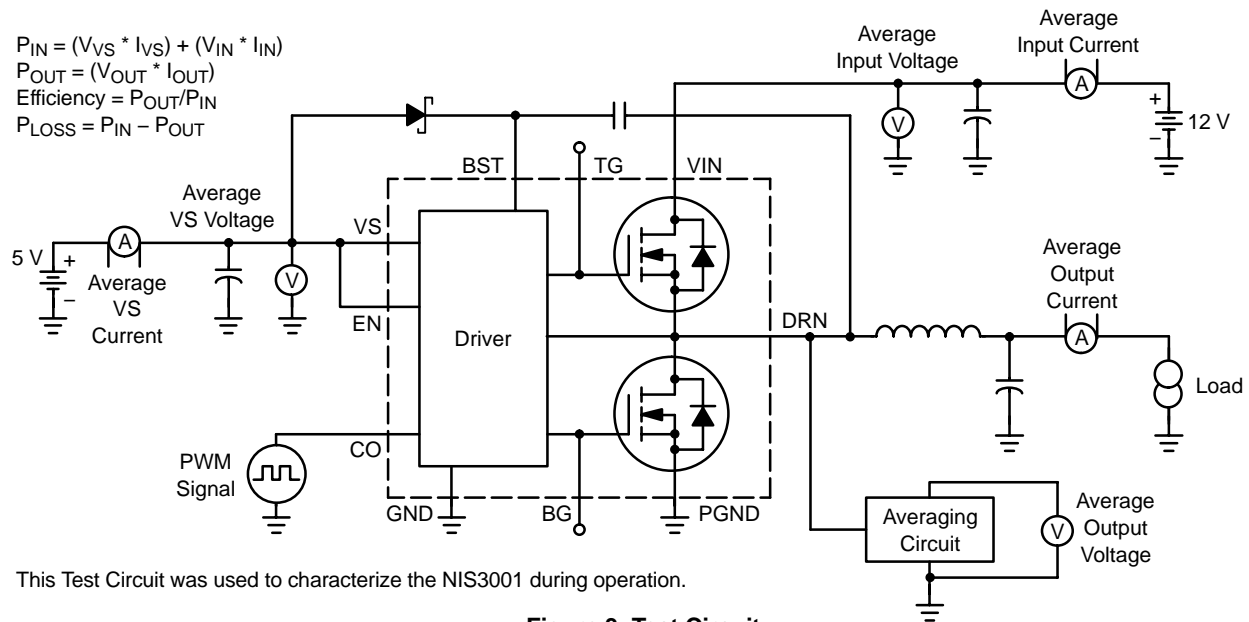 P_IN = (V_VS * I_VS) + (V_IN * I_IN)
P_OUT = (V_OUT * I_OUT)
Efficiency = P_OUT/P_IN
P_LOSS = P_IN – P_OUT
Average
Input Voltage
Average
Input Current
A
+
–
12 V
V
BST
TG
VIN
Average
VS Voltage
VS
5 V
+
–
A
V
Average
VS
Current
EN
Driver
DRN
Average
Output
Current
A
Load
CO
PWM
Signal
GND
BG
PGND
Averaging
Circuit
V
Average
Output
Voltage
This Test Circuit was used to characterize the NIS3001 during operation.